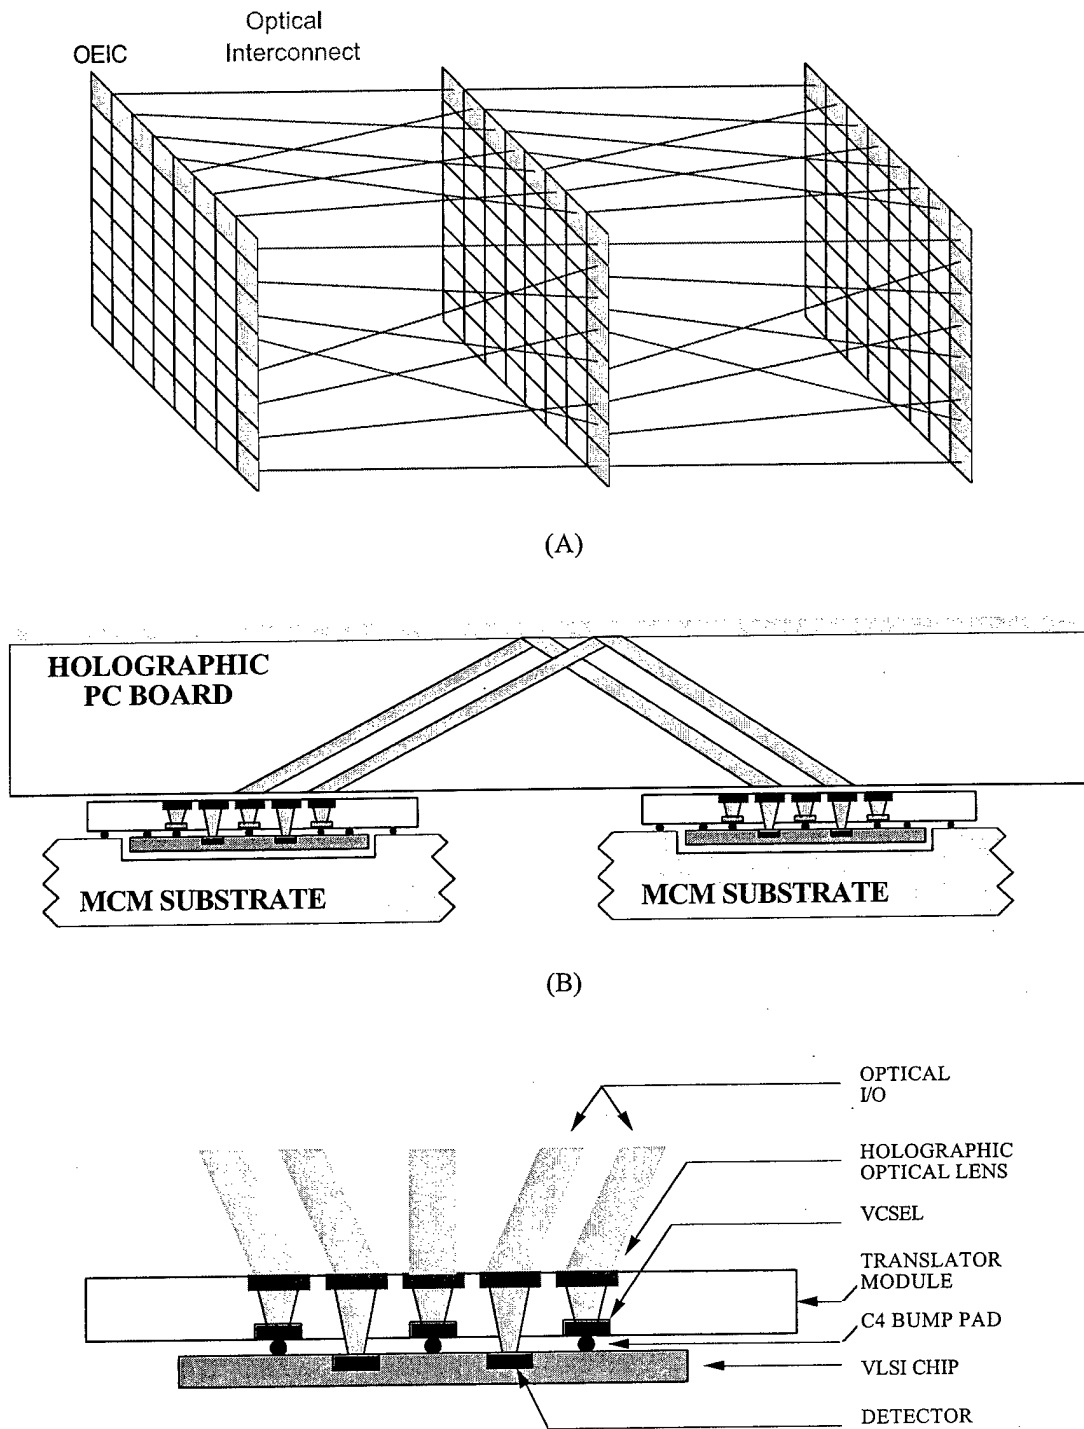 Optical
OEIC Interconnect
(A)
HOLOGRAPHIC
PC BOARD
MCM SUBSTRATE
MCM SUBSTRATE
(B)
OPTICAL
I/O
HOLOGRAPHIC
OPTICAL LENS
VCSEL
TRANSLATOR
MODULE
C4 BUMP PAD
VLSI CHIP
DETECTOR